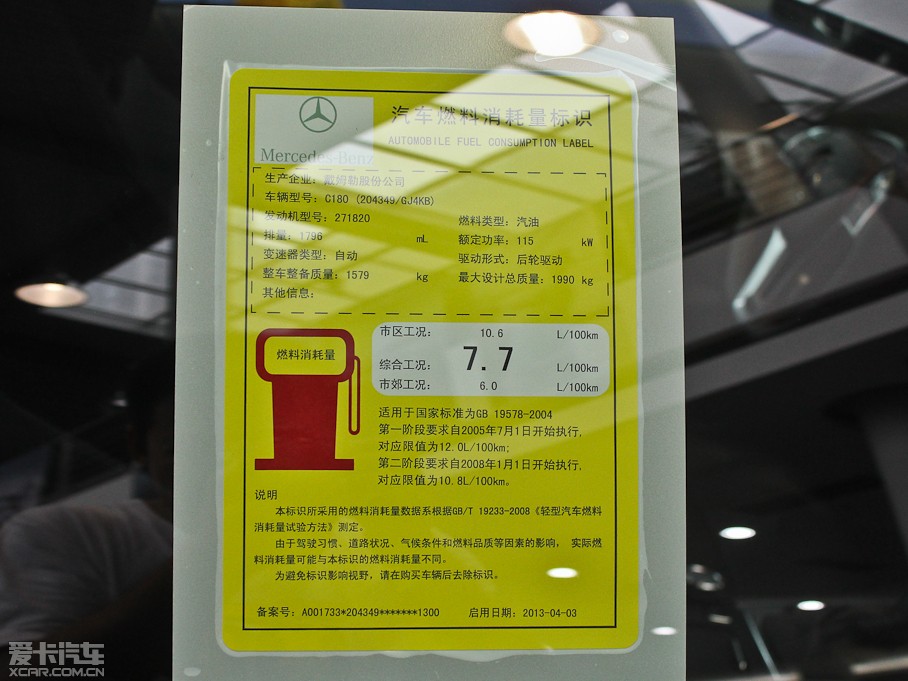 汽车燃料消耗量标识
AUTOMOBILE FUEL CONSUMPTION LABEL
Mercedes-Benz
生产企业：戴姆勒股份公司
车辆型号：C180 (204349/GJ4KB)
发动机型号：271820
燃料类型：汽油
排量：1796 mL
额定功率：115 kW
变速器类型：自动
驱动形式：后轮驱动
整车整备质量：1579 kg
最大设计总质量：1990 kg
其他信息：
燃料消耗量
市区工况： 10.6 L/100km
综合工况： 7.7 L/100km
市郊工况： 6.0 L/100km
适用于国家标准为GB 19578-2004
第一阶段要求自2005年7月1日开始执行，
对应限值为12.0L/100km;
第二阶段要求自2008年1月1日开始执行，
对应限值为10.8L/100km。
说明
本标识所采用的燃料消耗量数据系根据GB/T 19233-2008《轻型汽车燃料
消耗量试验方法》测定。
由于驾驶习惯、道路状况、气候条件和燃料品质等因素的影响， 实际燃
料消耗量可能与本标识的燃料消耗量不同。
为避免标识影响视野，请在购买车辆后去除标识。
备案号：A001733*204349*******1300 启用日期：2013-04-03
爱卡汽车
XCAR.COM.CN